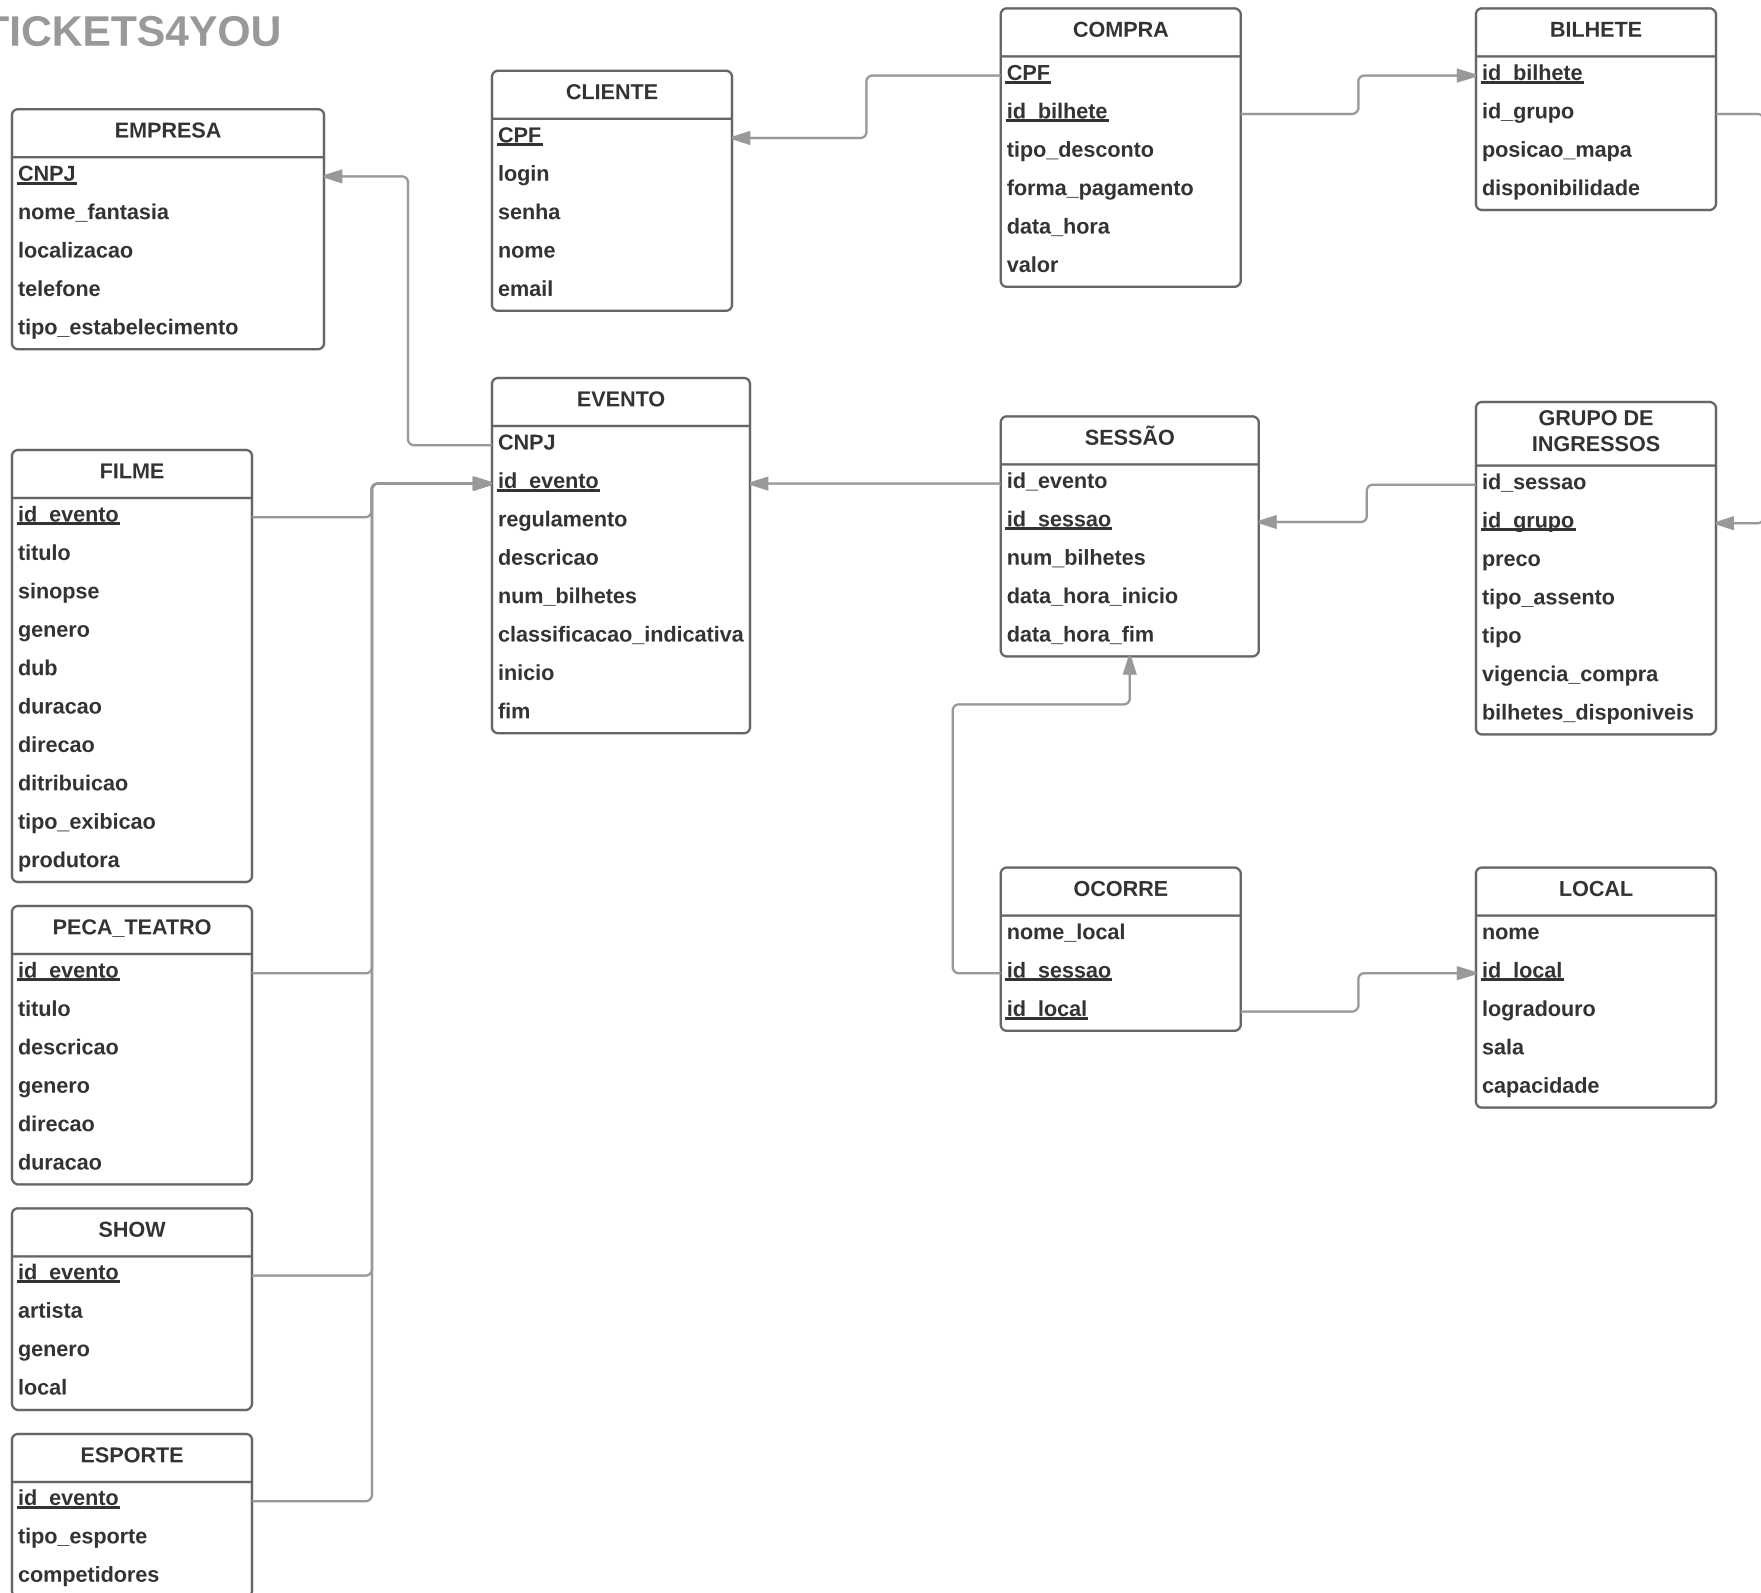 TICKETS4YOU
EMPRESA
CNPJ
nome_fantasia
localizacao
telefone
tipo_estabelecimento
CLIENTE
CPF
login
senha
nome
email
COMPRA
CPF
id_bilhete
tipo_desconto
forma_pagamento
data_hora
valor
BILHETE
id_bilhete
id_grupo
posicao_mapa
disponibilidade
FILME
id_evento
titulo
sinopse
genero
dub
duracao
direcao
ditribuicao
tipo_exibicao
produtora
EVENTO
CNPJ
id_evento
regulamento
descricao
num_bilhetes
classificacao_indicativa
inicio
fim
SESSÃO
id_evento
id_sessao
num_bilhetes
data_hora_inicio
data_hora_fim
GRUPO DE
INGRESSOS
id_sessao
id_grupo
preco
tipo_assento
tipo
vigencia_compra
bilhetes_disponiveis
PECA_TEATRO
id_evento
titulo
descricao
genero
direcao
duracao
OCORRE
nome_local
id_sessao
id_local
LOCAL
nome
id_local
logradouro
sala
capacidade
SHOW
id_evento
artista
genero
local
ESPORTE
id_evento
tipo_esporte
competidores